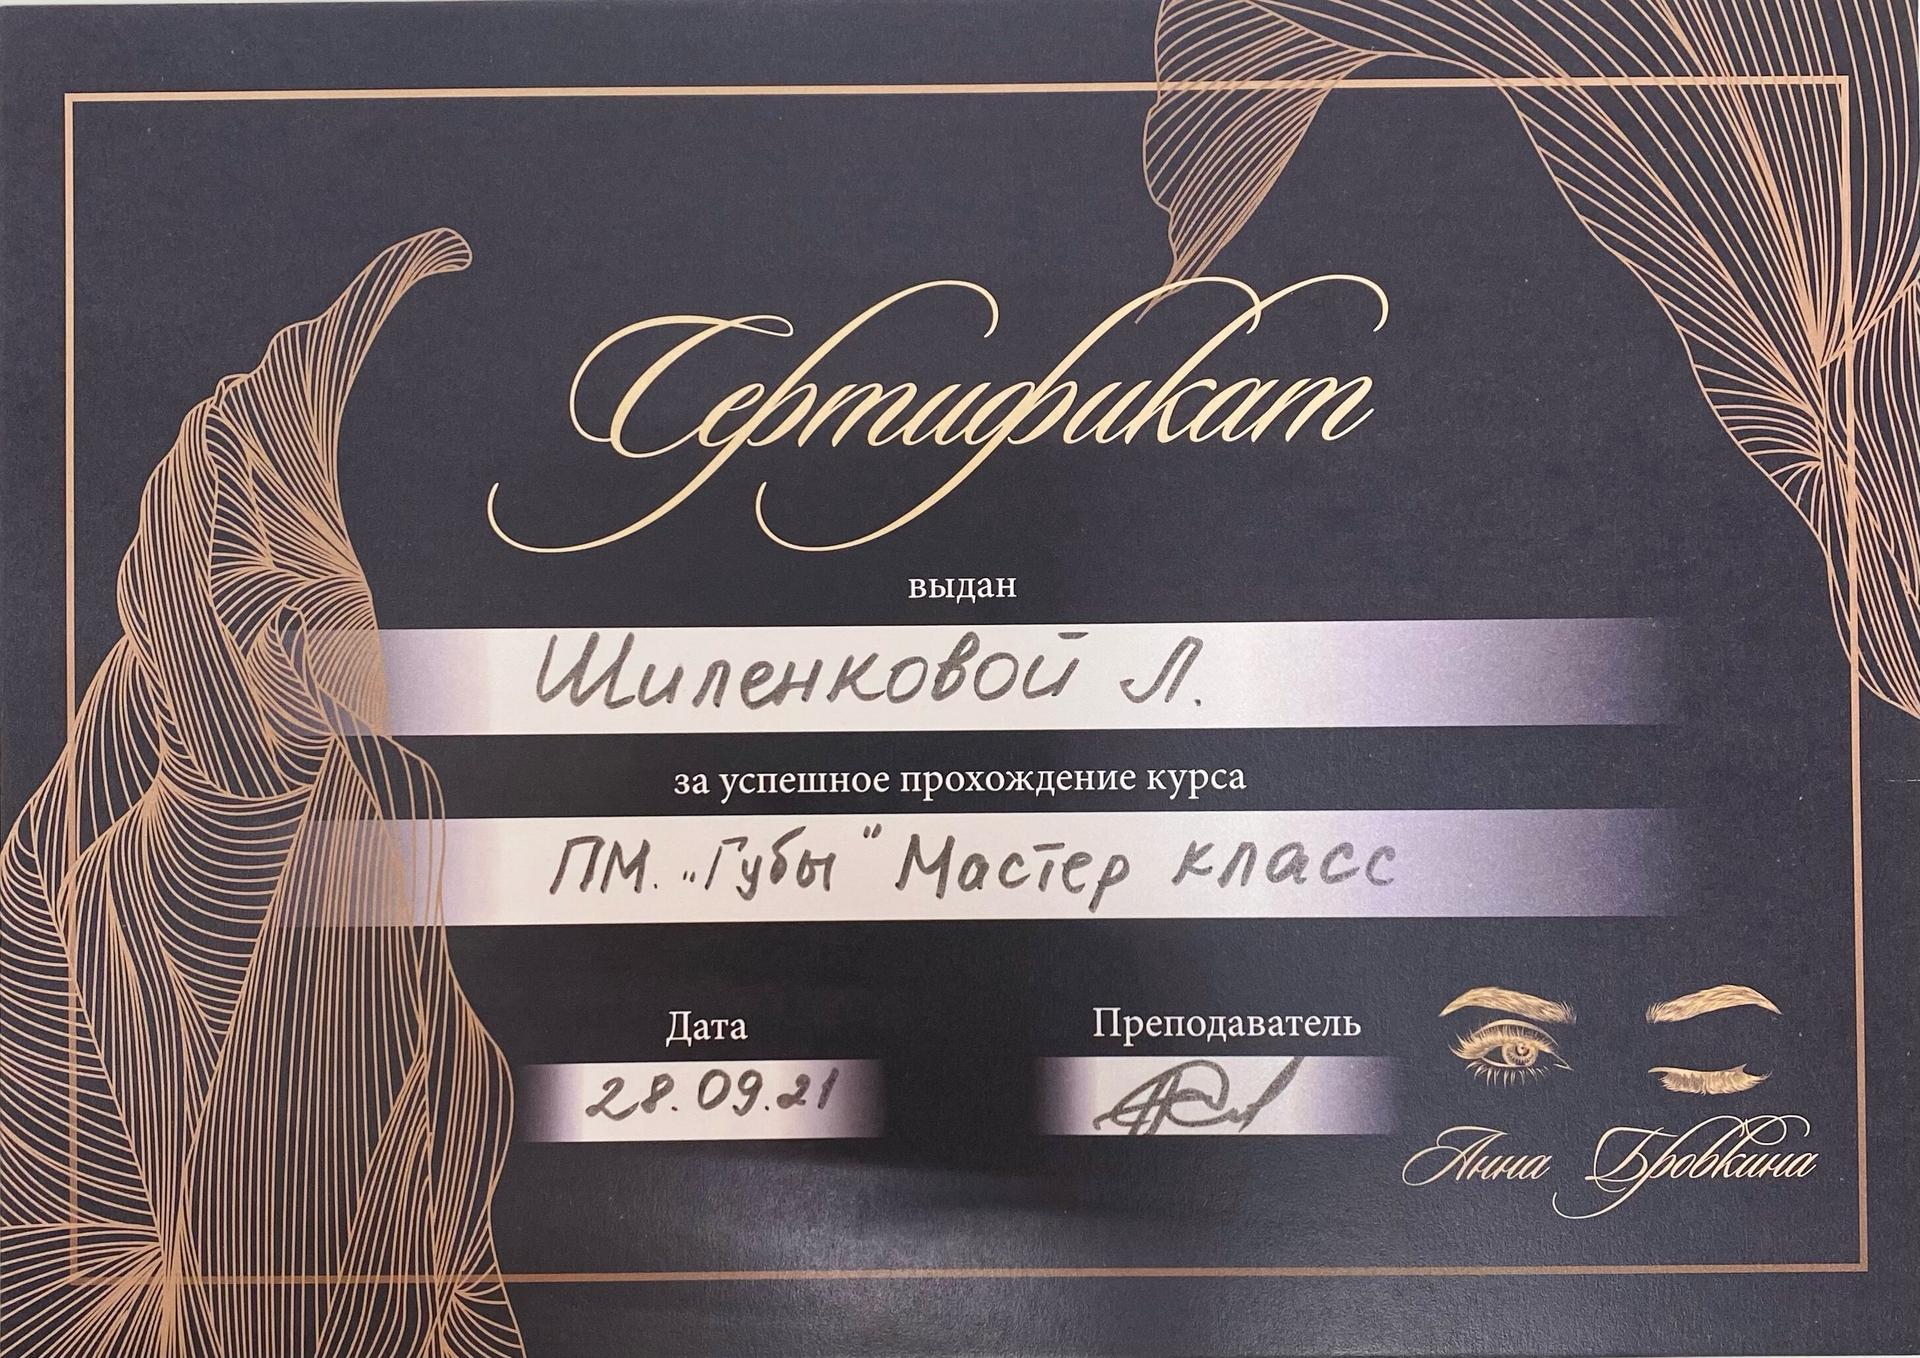 Сертификат
выдан
Шиленковой Л.
за успешное прохождение курса
ПМ. „Губы" Мастер класс
Дата
Преподаватель
28.09.21
Анна Бровкина